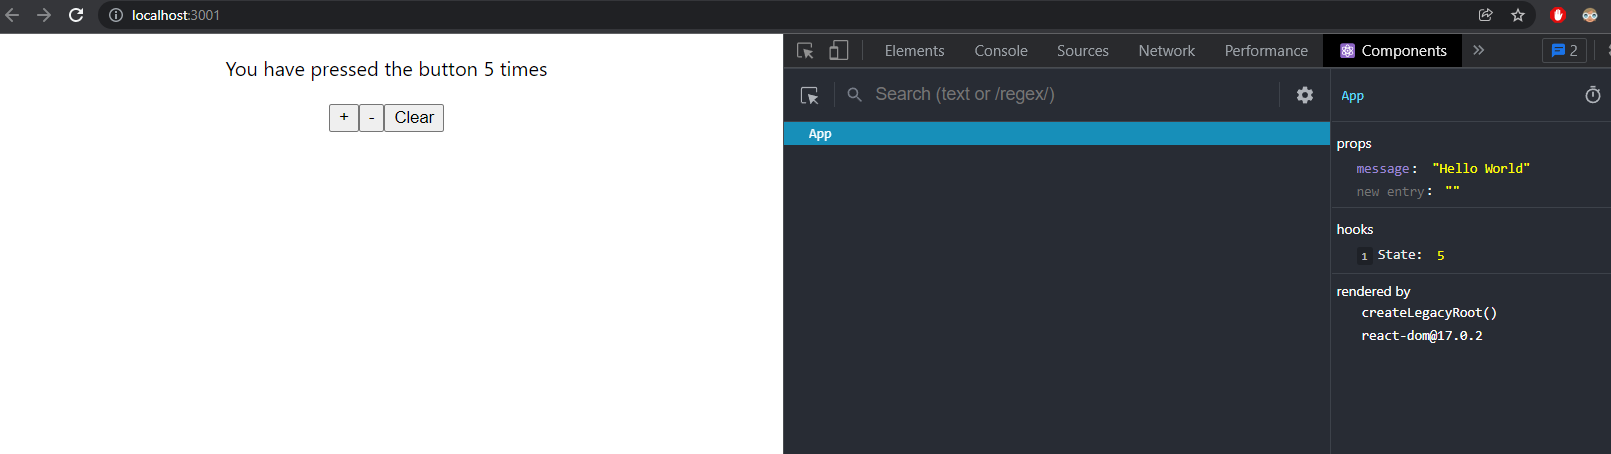 localhost:3001
You have pressed the button 5 times
+ - Clear
Elements Console Sources Network Performance Components » 2
Search (text or /regex/)
App
App
props
message: "Hello World"
new entry: ""
hooks
1 State: 5
rendered by
createLegacyRoot()
react-dom@17.0.2